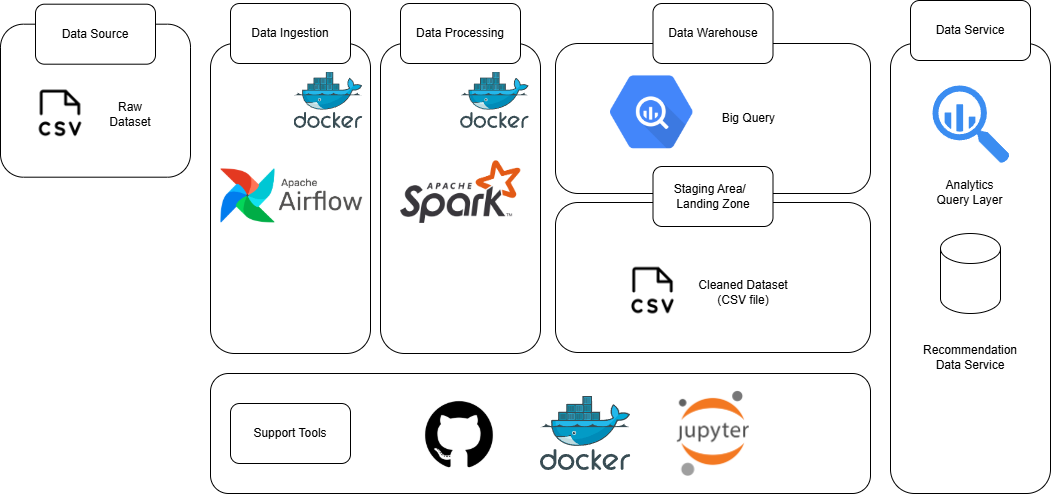 Data Source
CSV
Raw
Dataset
Data Ingestion
docker
Apache
Airflow
Data Processing
docker
APACHE
Spark
TM
Data Warehouse
Big Query
Staging Area/
Landing Zone
CSV
Cleaned Dataset
(CSV file)
Data Service
Analytics
Query Layer
Recommendation
Data Service
Support Tools
docker
jupyter